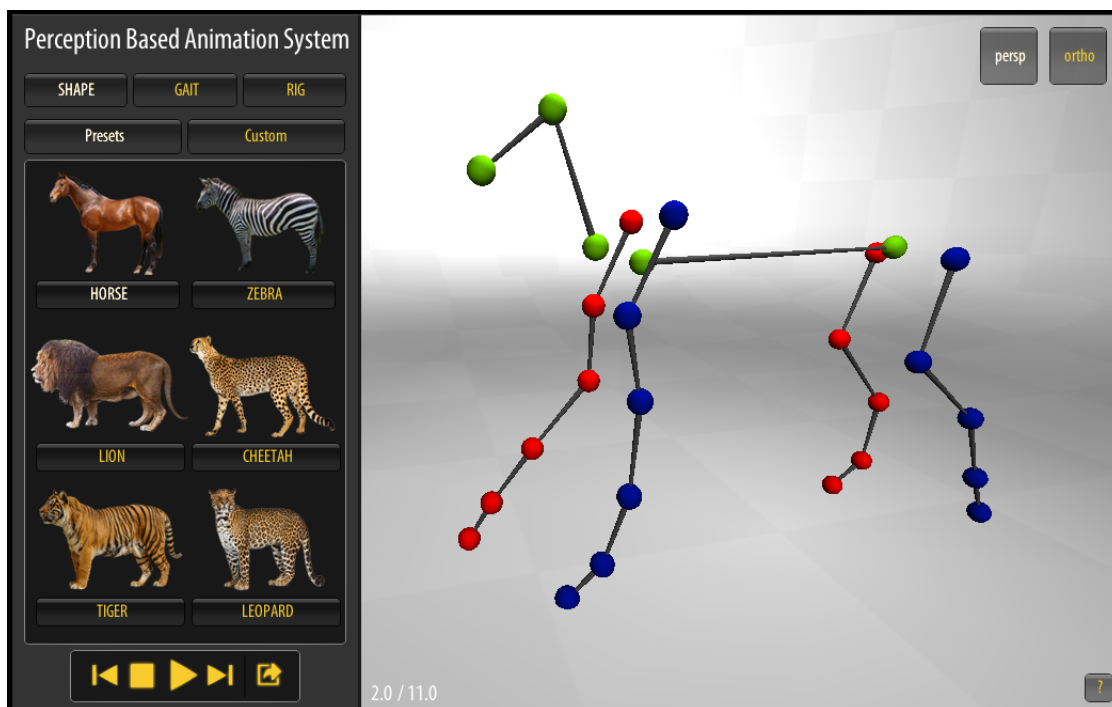 Perception Based Animation System
SHAPE GAIT RIG
Presets Custom
HORSE ZEBRA
LION CHEETAH
TIGER LEOPARD
persp ortho
2.0 / 11.0
?